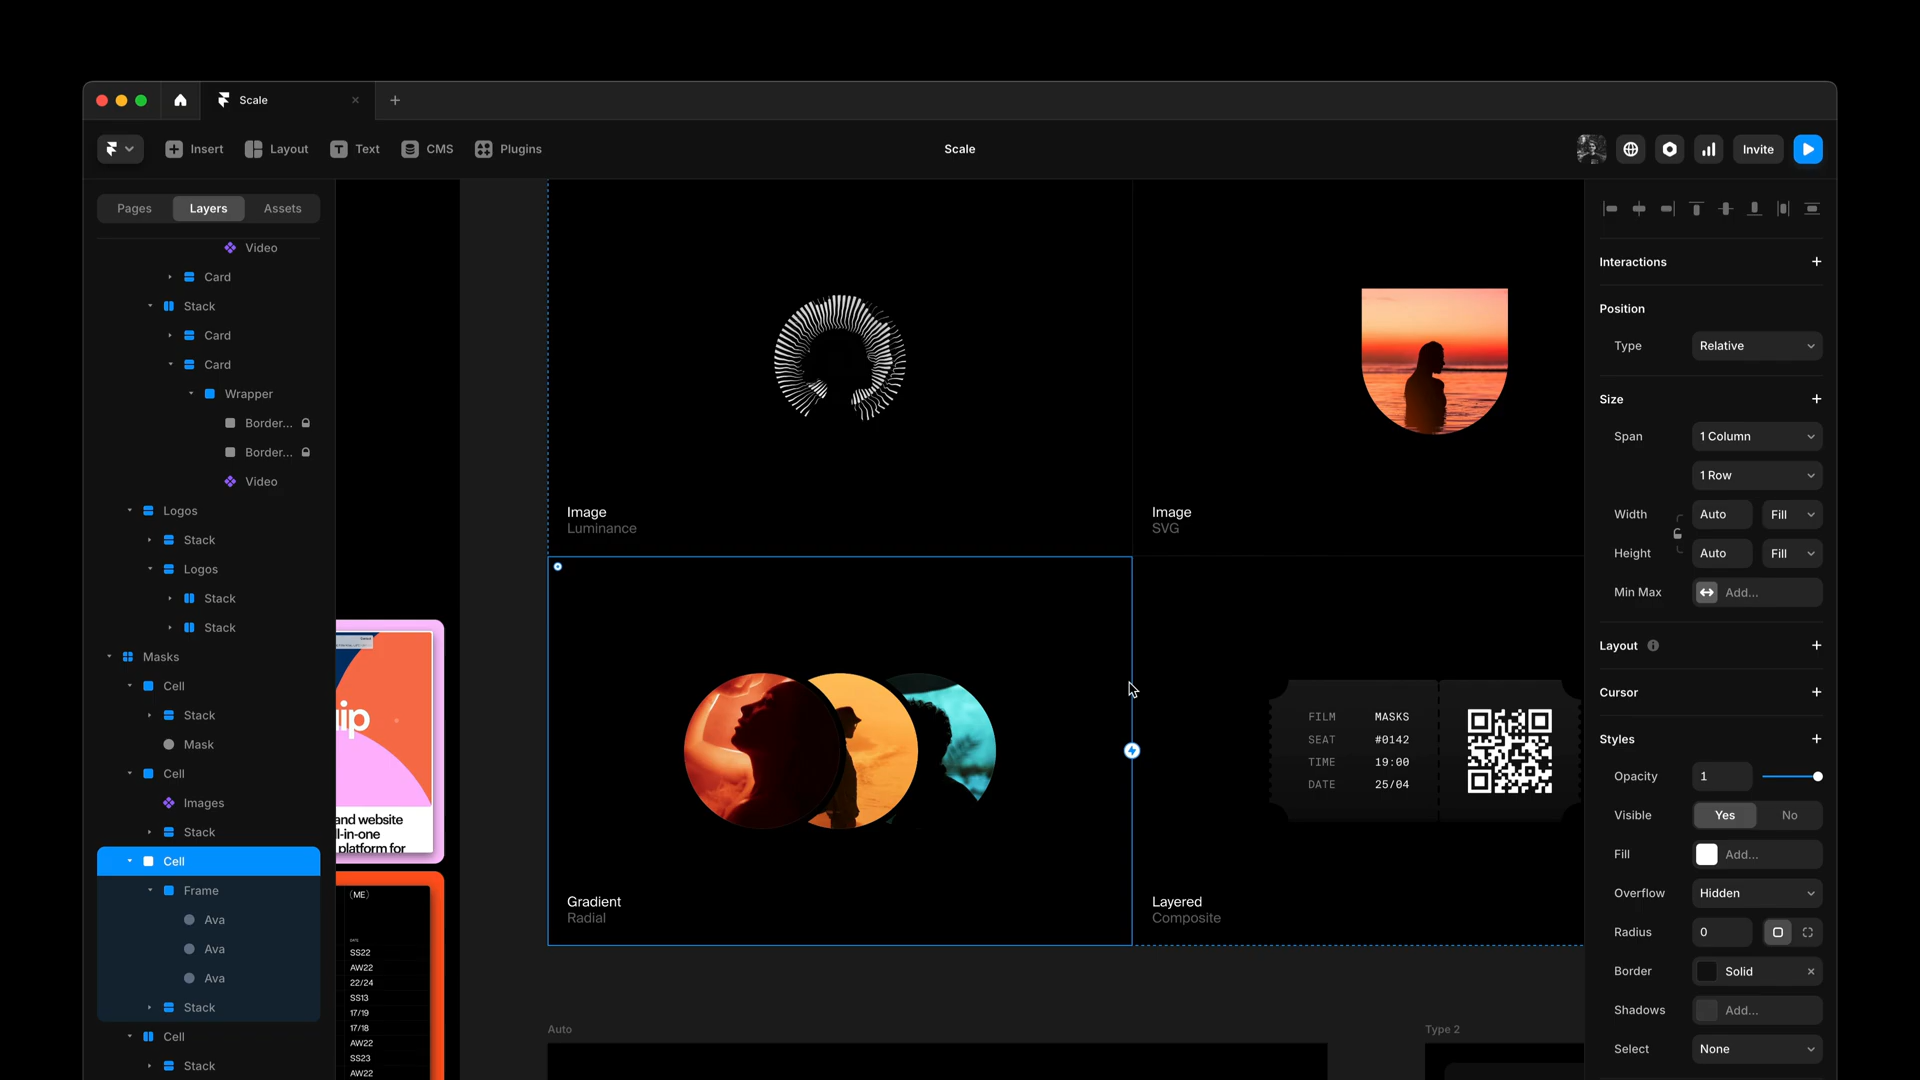 Scale
Insert
Layout
Text
CMS
Plugins
Scale
Invite
Pages
Layers
Assets
Video
Card
Stack
Card
Card
Wrapper
Border...
Border...
Video
Logos
Stack
Logos
Stack
Stack
Masks
Cell
Stack
Mask
Cell
Images
Stack
Cell
Frame
Ava
Ava
Ava
Stack
Cell
Stack
ip
and website
ll-in-one
platform for
(ME)
SS22
AW22
22/24
SS13
17/19
17/18
AW22
SS23
AW22
Image
Luminance
Image
SVG
Gradient
Radial
FILM MASKS
SEAT #0142
TIME 19:00
DATE 25/04
Layered
Composite
Auto
Type 2
Interactions
Position
Type Relative
Size
Span 1 Column
1 Row
Width Auto Fill
Height Auto Fill
Min Max Add...
Layout
Cursor
Styles
Opacity 1
Visible Yes No
Fill Add...
Overflow Hidden
Radius 0
Border Solid
Shadows Add...
Select None